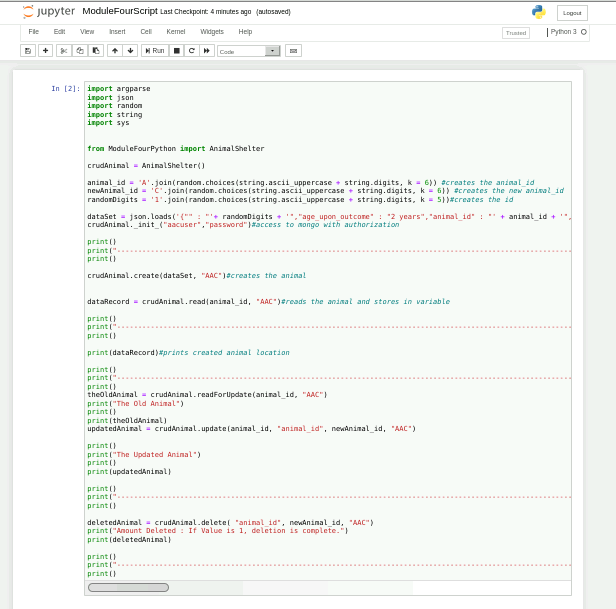 jupyter ModuleFourScript Last Checkpoint: 4 minutes ago (autosaved)
Logout
File Edit View Insert Cell Kernel Widgets Help
Trusted
Python 3
Run
Code
In [2]:
import argparse
import json
import random
import string
import sys
from ModuleFourPython import AnimalShelter
crudAnimal = AnimalShelter()
animal_id = 'A'.join(random.choices(string.ascii_uppercase + string.digits, k = 6)) #creates the animal_id
newAnimal_id = 'C'.join(random.choices(string.ascii_uppercase + string.digits, k = 6)) #creates the new animal_id
randomDigits = '1'.join(random.choices(string.ascii_uppercase + string.digits, k = 5))#creates the id
dataSet = json.loads('{"" : "'+ randomDigits + '","age_upon_outcome" : "2 years","animal_id" : "' + animal_id + '",
crudAnimal._init_("aacuser","password")#access to mongo with authorization
print()
print("---------------------------------------------------------------------------------------------------------
print()
crudAnimal.create(dataSet, "AAC")#creates the animal
dataRecord = crudAnimal.read(animal_id, "AAC")#reads the animal and stores in variable
print()
print("---------------------------------------------------------------------------------------------------------
print()
print(dataRecord)#prints created animal location
print()
print("---------------------------------------------------------------------------------------------------------
print()
theOldAnimal = crudAnimal.readForUpdate(animal_id, "AAC")
print("The Old Animal")
print()
print(theOldAnimal)
updatedAnimal = crudAnimal.update(animal_id, "animal_id", newAnimal_id, "AAC")
print()
print("The Updated Animal")
print()
print(updatedAnimal)
print()
print("---------------------------------------------------------------------------------------------------------
print()
deletedAnimal = crudAnimal.delete( "animal_id", newAnimal_id, "AAC")
print("Amount Deleted : If Value is 1, deletion is complete.")
print(deletedAnimal)
print()
print("---------------------------------------------------------------------------------------------------------
print()